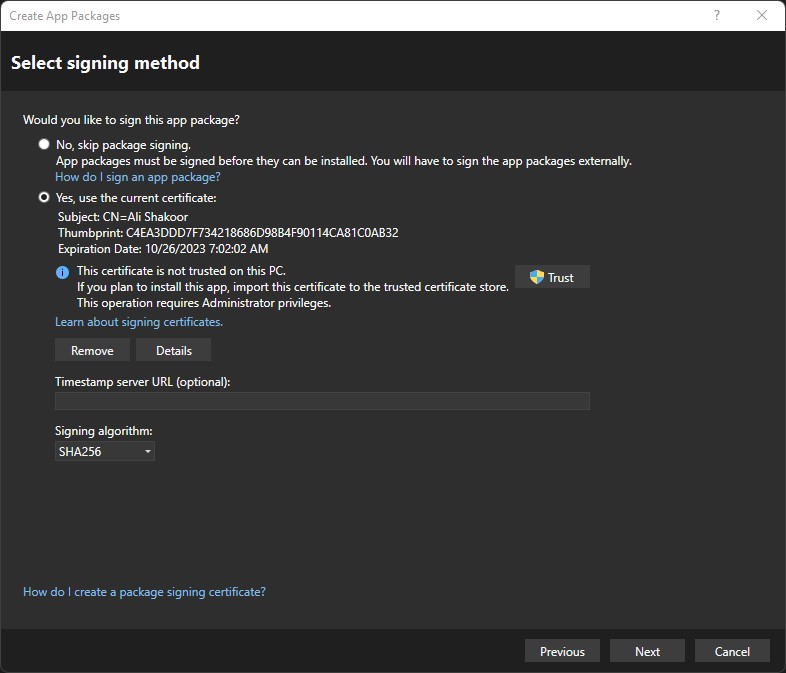 Create App Packages
?
Select signing method
Would you like to sign this app package?
No, skip package signing.
App packages must be signed before they can be installed. You will have to sign the app packages externally.
How do I sign an app package?
Yes, use the current certificate:
Subject: CN=Ali Shakoor
Thumbprint: C4EA3DDD7F734218686D98B4F90114CA81C0AB32
Expiration Date: 10/26/2023 7:02:02 AM
This certificate is not trusted on this PC.
If you plan to install this app, import this certificate to the trusted certificate store.
This operation requires Administrator privileges.
Trust
Learn about signing certificates.
Remove Details
Timestamp server URL (optional):
Signing algorithm:
SHA256
How do I create a package signing certificate?
Previous Next Cancel